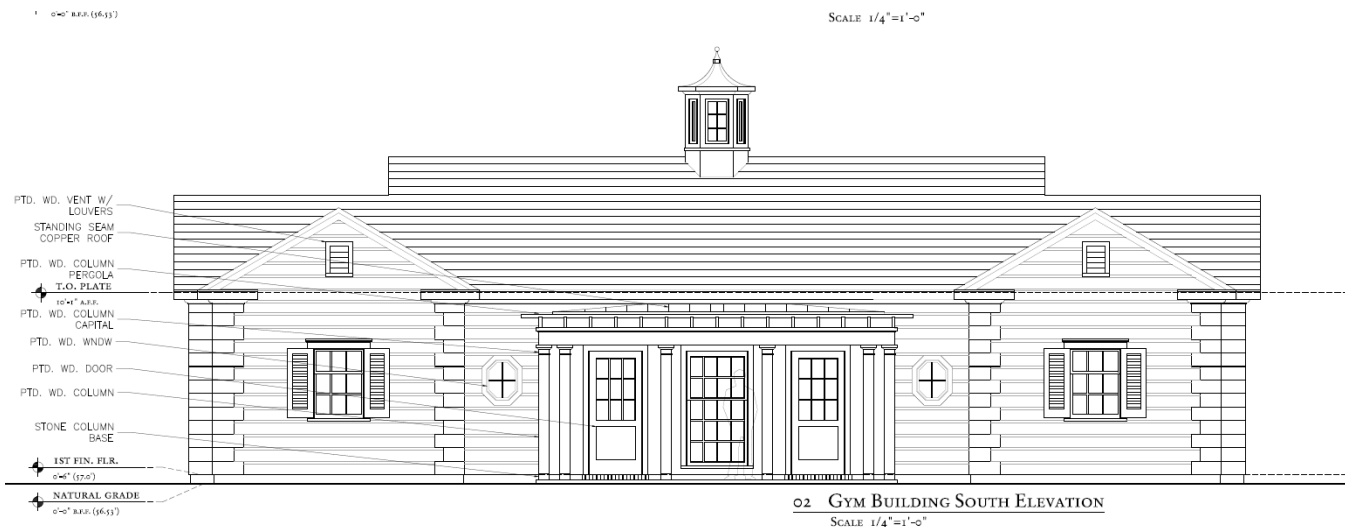 0'-0" B.F.F. (56.53')
SCALE 1/4"=1'-0"
PTD. WD. VENT W/
LOUVERS
STANDING SEAM
COPPER ROOF
PTD. WD. COLUMN
PERGOLA
T.O. PLATE
10'-1" A.F.F.
PTD. WD. COLUMN
CAPITAL
PTD. WD. WNDW
PTD. WD. DOOR
PTD. WD. COLUMN
STONE COLUMN
BASE
1ST FIN. FLR.
0'-6" (57.0')
NATURAL GRADE
0'-0" B.F.F. (56.53')
02 GYM BUILDING SOUTH ELEVATION
SCALE 1/4"=1'-0"